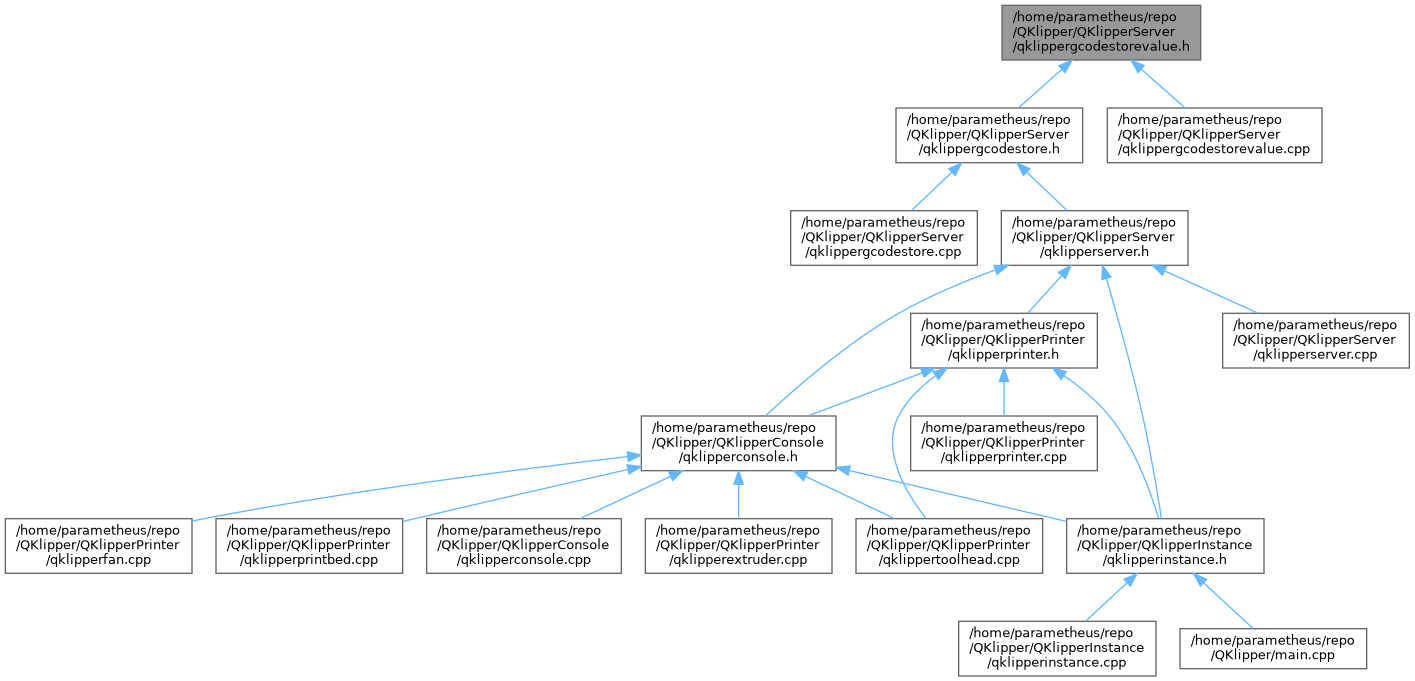 /home/parametheus/repo
/QKlipper/QKlipperServer
/qklippergcodestorevalue.h
/home/parametheus/repo
/QKlipper/QKlipperServer
/qklippergcodestore.h
/home/parametheus/repo
/QKlipper/QKlipperServer
/qklippergcodestorevalue.cpp
/home/parametheus/repo
/QKlipper/QKlipperServer
/qklippergcodestore.cpp
/home/parametheus/repo
/QKlipper/QKlipperServer
/qklipperserver.h
/home/parametheus/repo
/QKlipper/QKlipperPrinter
/qklipperprinter.h
/home/parametheus/repo
/QKlipper/QKlipperServer
/qklipperserver.cpp
/home/parametheus/repo
/QKlipper/QKlipperConsole
/qklipperconsole.h
/home/parametheus/repo
/QKlipper/QKlipperPrinter
/qklipperprinter.cpp
/home/parametheus/repo
/QKlipper/QKlipperPrinter
/qklipperfan.cpp
/home/parametheus/repo
/QKlipper/QKlipperPrinter
/qklipperprintbed.cpp
/home/parametheus/repo
/QKlipper/QKlipperConsole
/qklipperconsole.cpp
/home/parametheus/repo
/QKlipper/QKlipperPrinter
/qklipperextruder.cpp
/home/parametheus/repo
/QKlipper/QKlipperPrinter
/qklippertoolhead.cpp
/home/parametheus/repo
/QKlipper/QKlipperInstance
/qklipperinstance.h
/home/parametheus/repo
/QKlipper/QKlipperInstance
/qklipperinstance.cpp
/home/parametheus/repo
/QKlipper/main.cpp